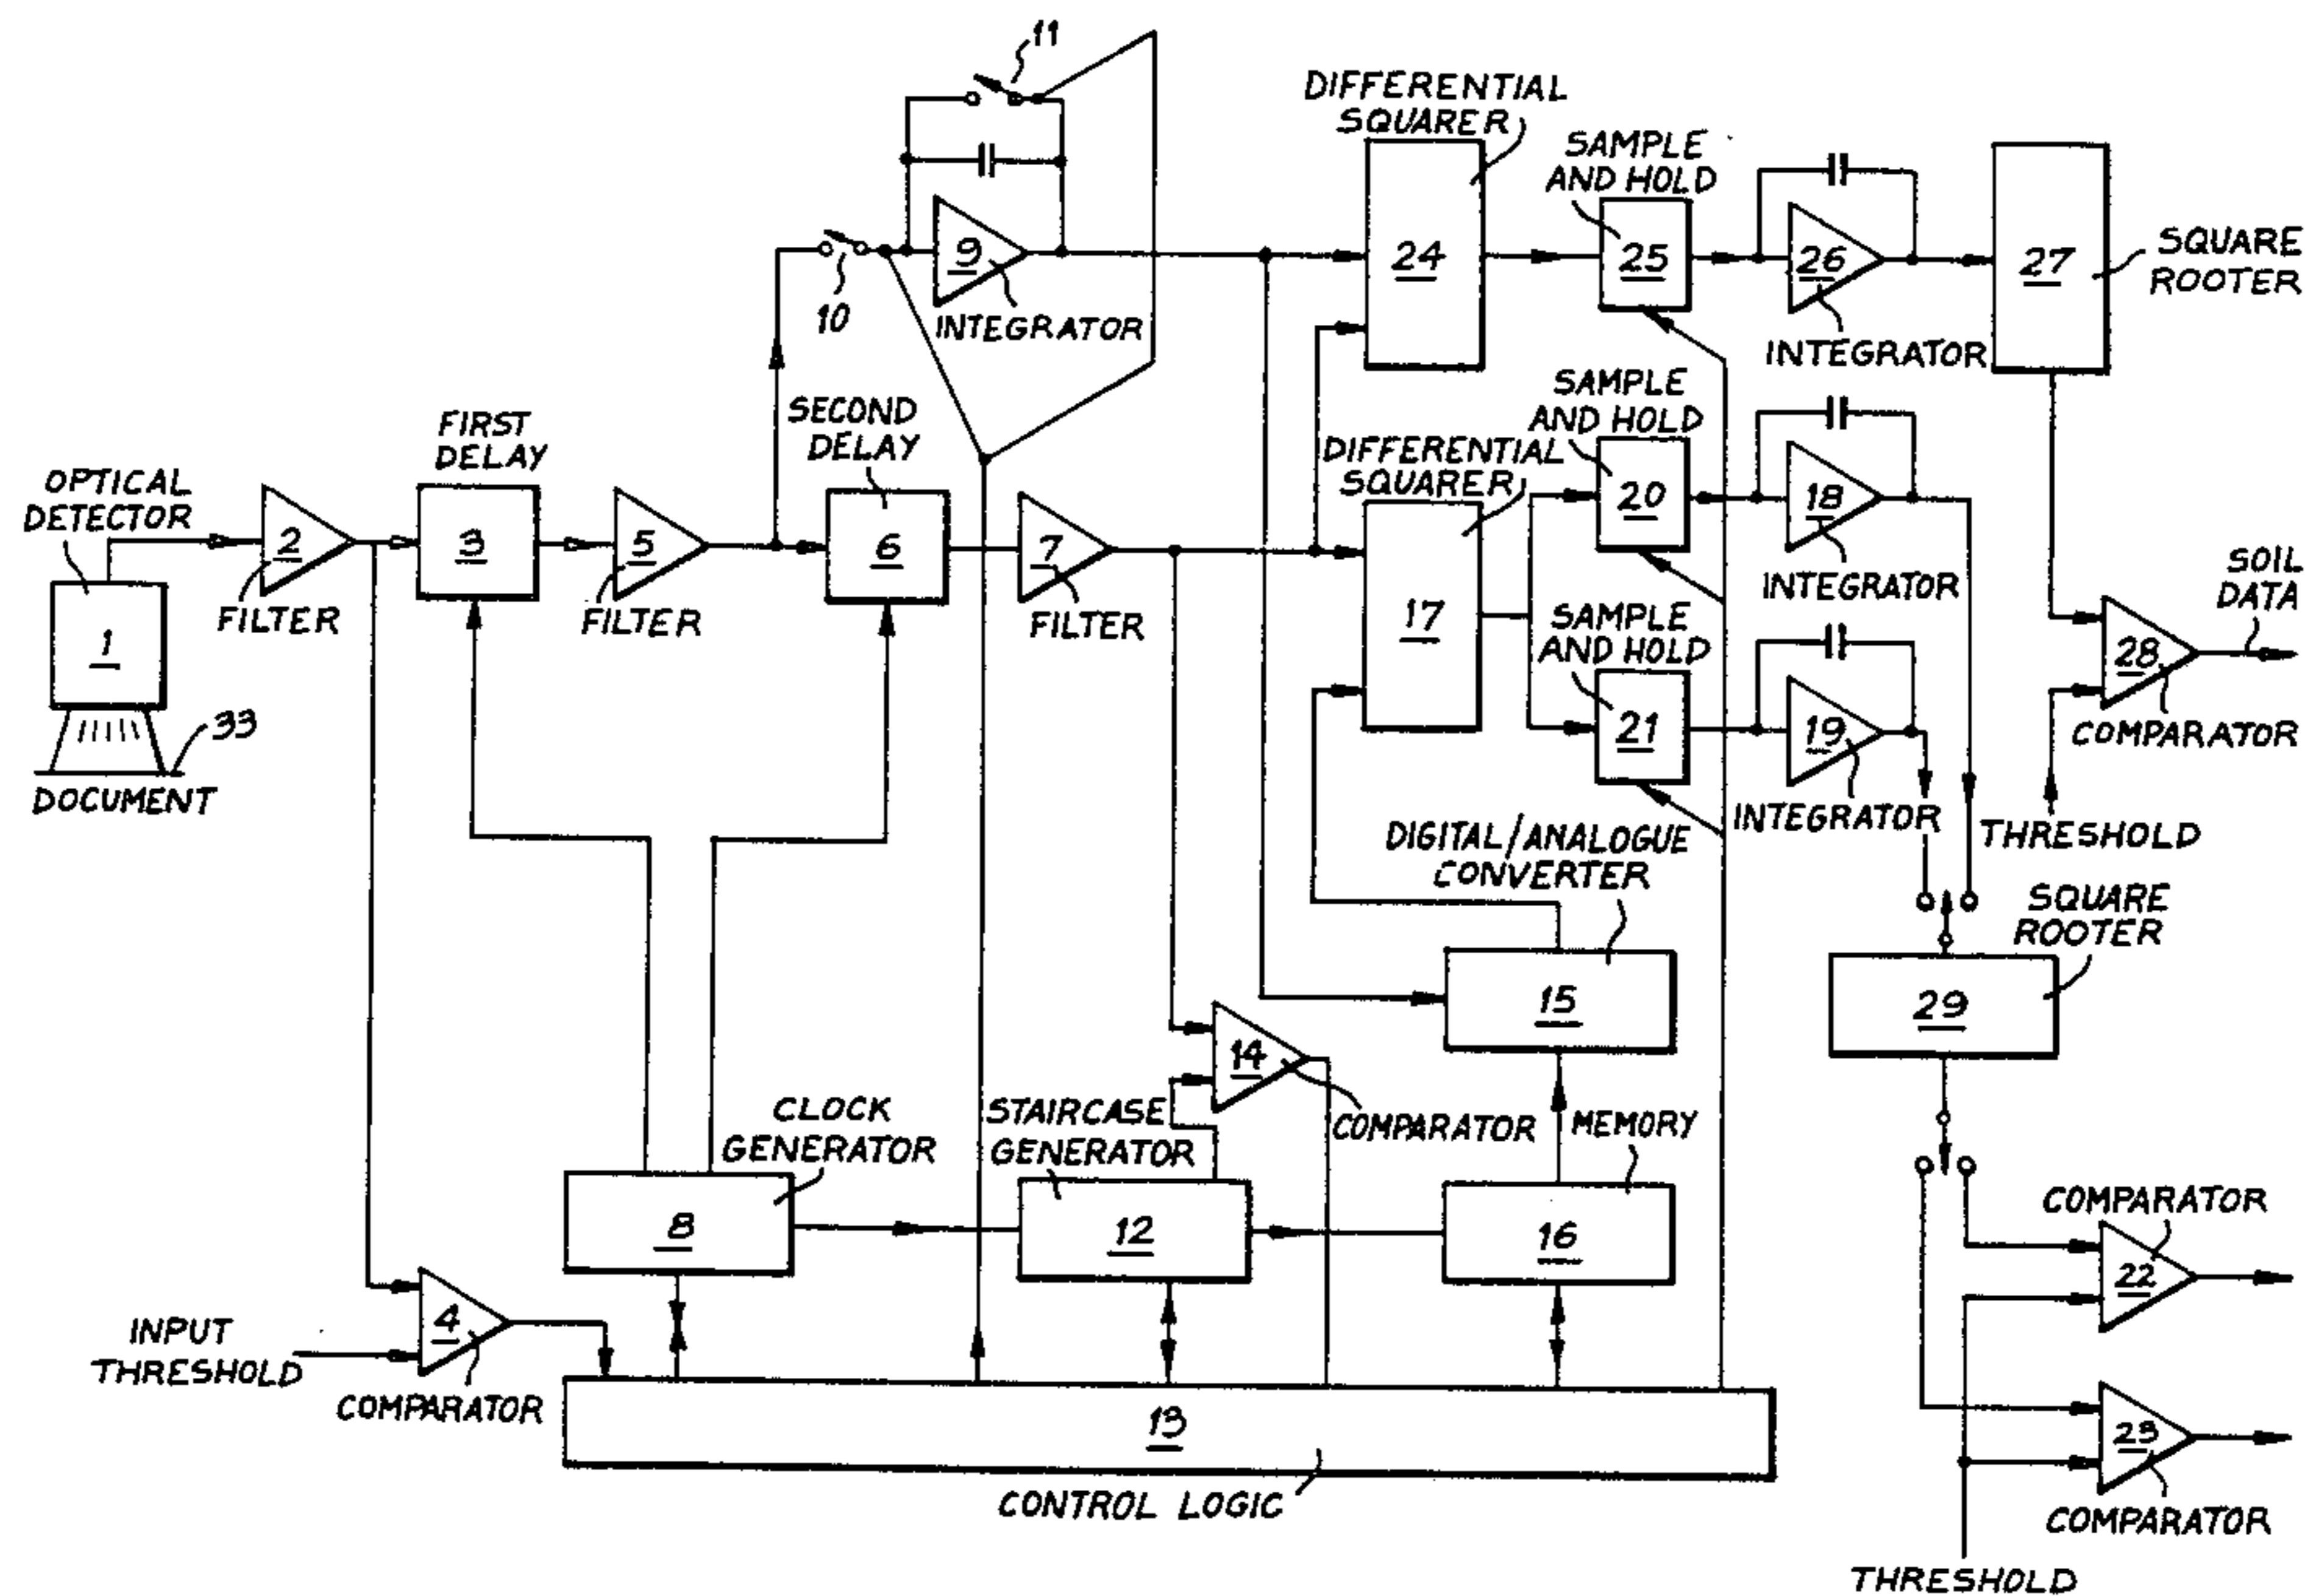 11
DIFFERENTIAL
SQUARER
24
SAMPLE
AND HOLD
25
26
INTEGRATOR
27
SQUARE
ROOTER
9
INTEGRATOR
10
OPTICAL
DETECTOR
1
33
DOCUMENT
2
FILTER
FIRST
DELAY
3
5
FILTER
SECOND
DELAY
6
7
FILTER
DIFFERENTIAL
SQUARER
17
SAMPLE
AND HOLD
20
18
INTEGRATOR
SAMPLE
AND HOLD
21
19
INTEGRATOR
SOIL
DATA
28
COMPARATOR
THRESHOLD
DIGITAL/ANALOGUE
CONVERTER
15
SQUARE
ROOTER
29
14
COMPARATOR
CLOCK
GENERATOR
8
STAIRCASE
GENERATOR
12
MEMORY
16
COMPARATOR
22
INPUT
THRESHOLD
4
COMPARATOR
13
CONTROL LOGIC
23
COMPARATOR
THRESHOLD